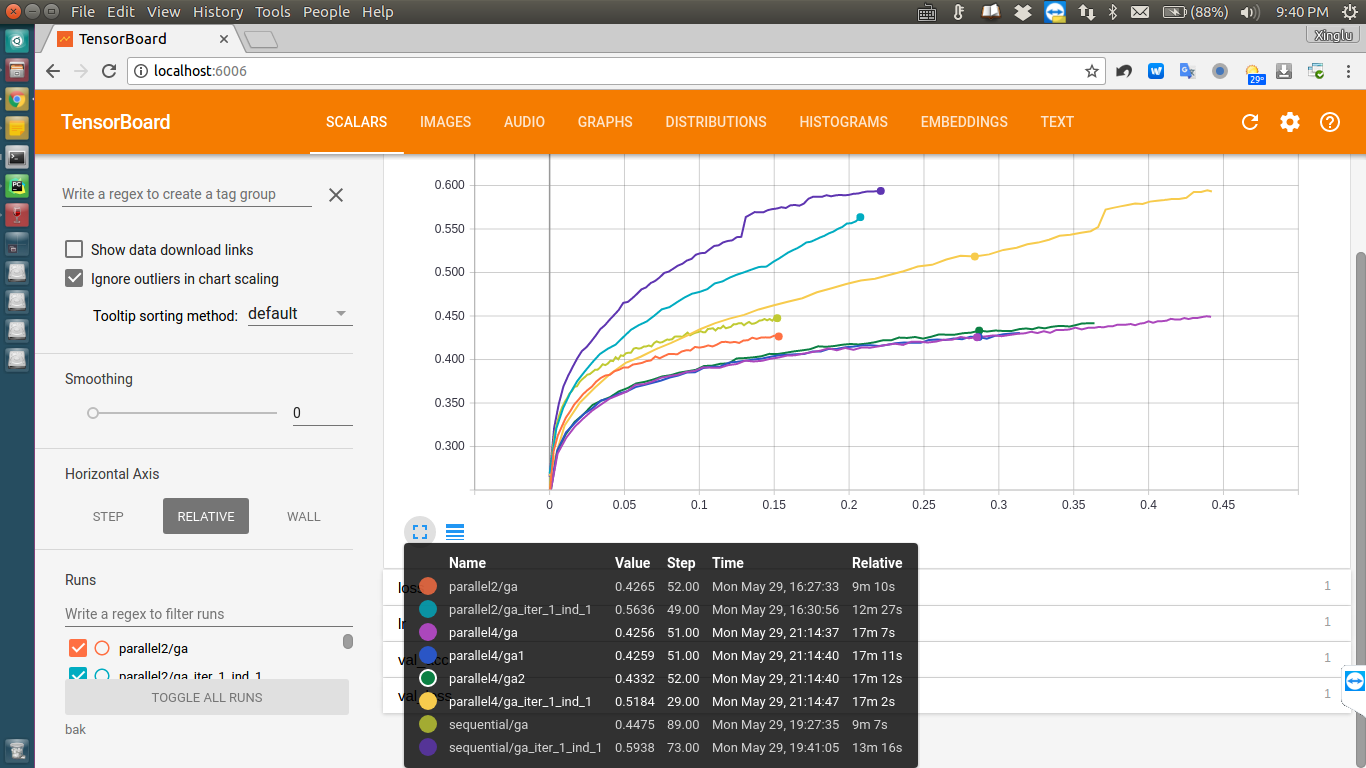 File Edit View History Tools People Help
(88%) 9:40 PM
TensorBoard
Xinglu
localhost:6006
29°
TensorBoard SCALARS IMAGES AUDIO GRAPHS DISTRIBUTIONS HISTOGRAMS EMBEDDINGS TEXT
Write a regex to create a tag group
Show data download links
Ignore outliers in chart scaling
Tooltip sorting method: default
Smoothing
0
Horizontal Axis
STEP RELATIVE WALL
Runs
Write a regex to filter runs
parallel2/ga
parallel2/ga_iter_1_ind_1
TOGGLE ALL RUNS
bak
0.600
0.550
0.500
0.450
0.400
0.350
0.300
0 0.05 0.1 0.15 0.2 0.25 0.3 0.35 0.4 0.45
Name Value Step Time Relative
parallel2/ga 0.4265 52.00 Mon May 29, 16:27:33 9m 10s
parallel2/ga_iter_1_ind_1 0.5636 49.00 Mon May 29, 16:30:56 12m 27s
parallel4/ga 0.4256 51.00 Mon May 29, 21:14:37 17m 7s
parallel4/ga1 0.4259 51.00 Mon May 29, 21:14:40 17m 11s
parallel4/ga2 0.4332 52.00 Mon May 29, 21:14:40 17m 12s
parallel4/ga_iter_1_ind_1 0.5184 29.00 Mon May 29, 21:14:47 17m 2s
sequential/ga 0.4475 89.00 Mon May 29, 19:27:35 9m 7s
sequential/ga_iter_1_ind_1 0.5938 73.00 Mon May 29, 19:41:05 13m 16s
1
lr 1
1
1